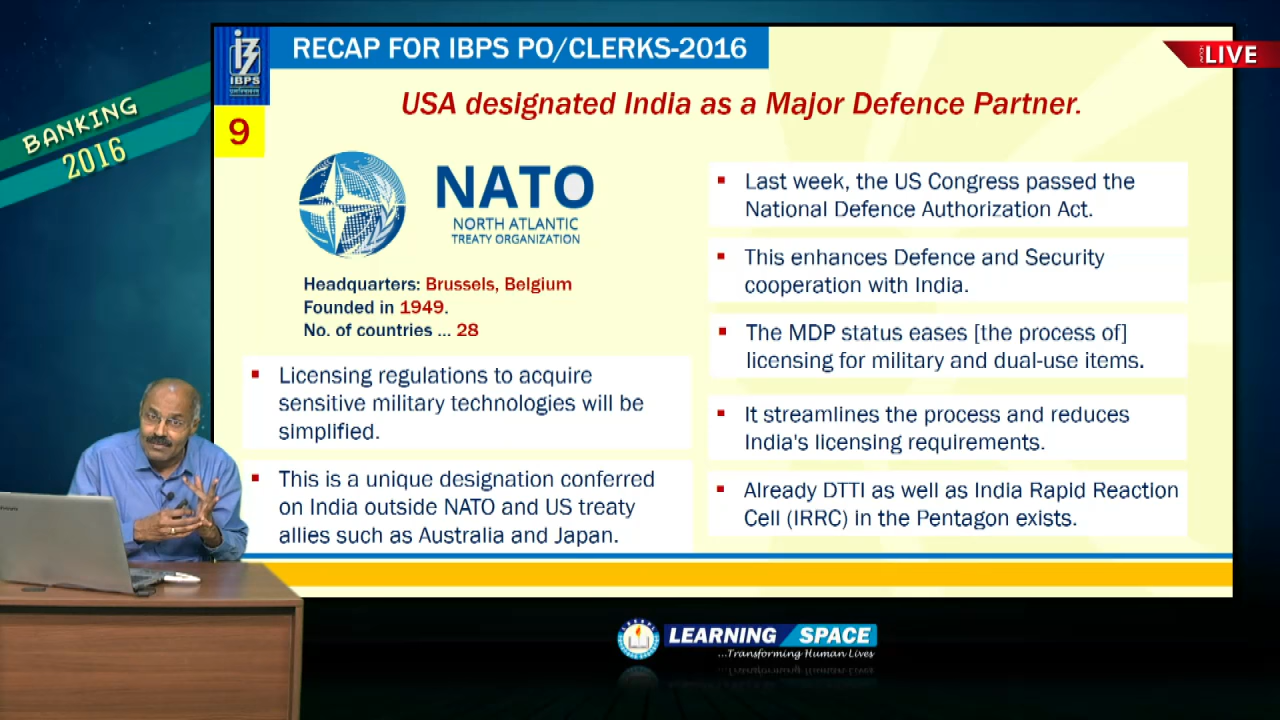 RECAP FOR IBPS PO/CLERKS-2016
IBPS
LIVE
BANKING
2016
9
USA designated India as a Major Defence Partner.
NATO
NORTH ATLANTIC
TREATY ORGANIZATION
Headquarters: Brussels, Belgium
Founded in 1949.
No. of countries ... 28
Licensing regulations to acquire
sensitive military technologies will be
simplified.
This is a unique designation conferred
on India outside NATO and US treaty
allies such as Australia and Japan.
Last week, the US Congress passed the
National Defence Authorization Act.
This enhances Defence and Security
cooperation with India.
The MDP status eases [the process of]
licensing for military and dual-use items.
It streamlines the process and reduces
India's licensing requirements.
Already DTTI as well as India Rapid Reaction
Cell (IRRC) in the Pentagon exists.
LEARNING SPACE
...Transforming Human Lives